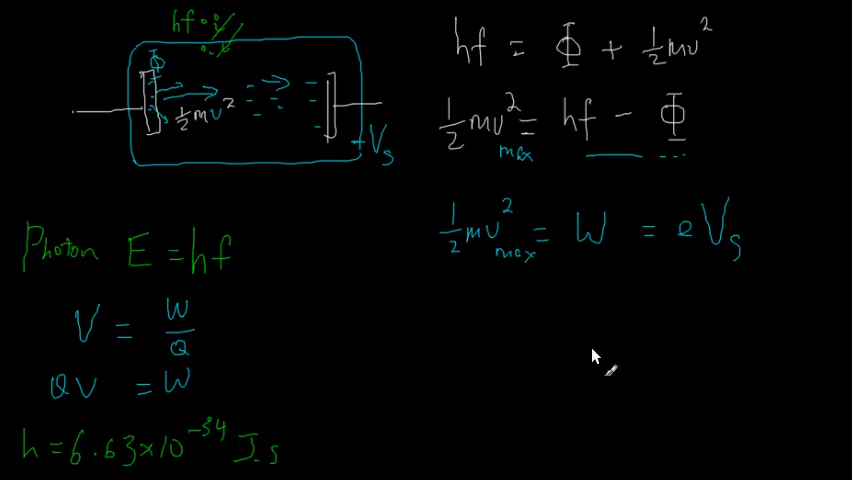 hf
Φ
½mv²
+ Vs
Photon E = hf
V = W/Q
QV = W
h = 6.63×10⁻³⁴ J.s
hf = Φ + ½mv²
½mv²max = hf − Φ
½mv²max = W = eVs